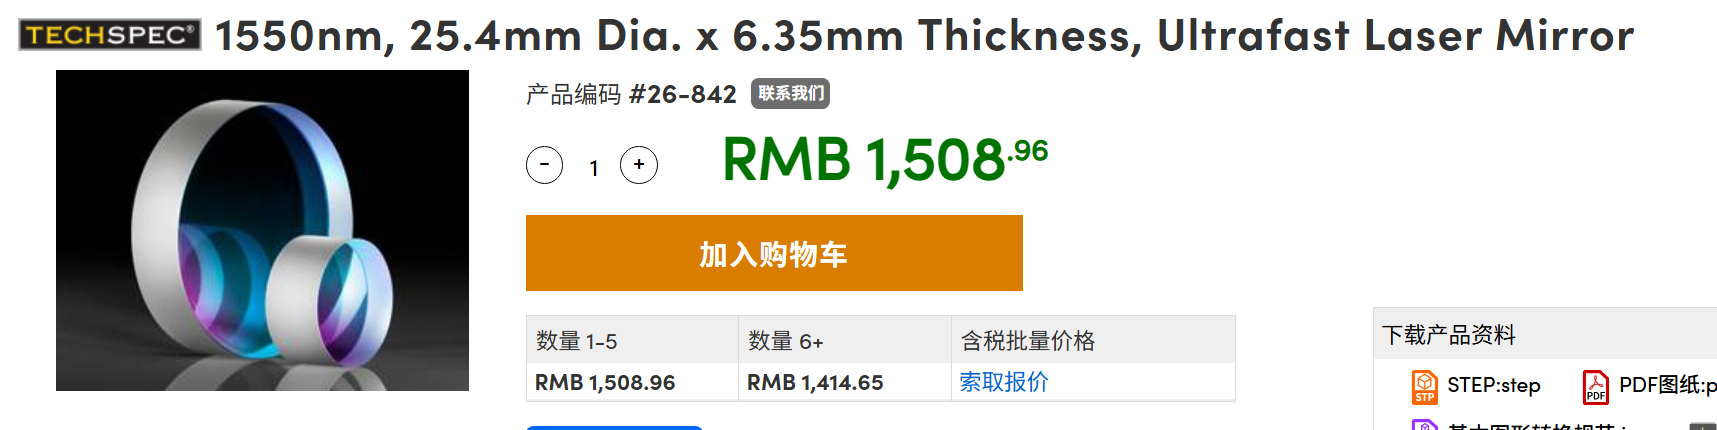 TECHSPEC® 1550nm, 25.4mm Dia. x 6.35mm Thickness, Ultrafast Laser Mirror
产品编码 #26-842 联系我们
− 1 + RMB 1,508.96
加入购物车
数量 1-5 数量 6+ 含税批量价格
RMB 1,508.96 RMB 1,414.65 索取报价
下载产品资料
STP STEP:step PDF PDF图纸:p